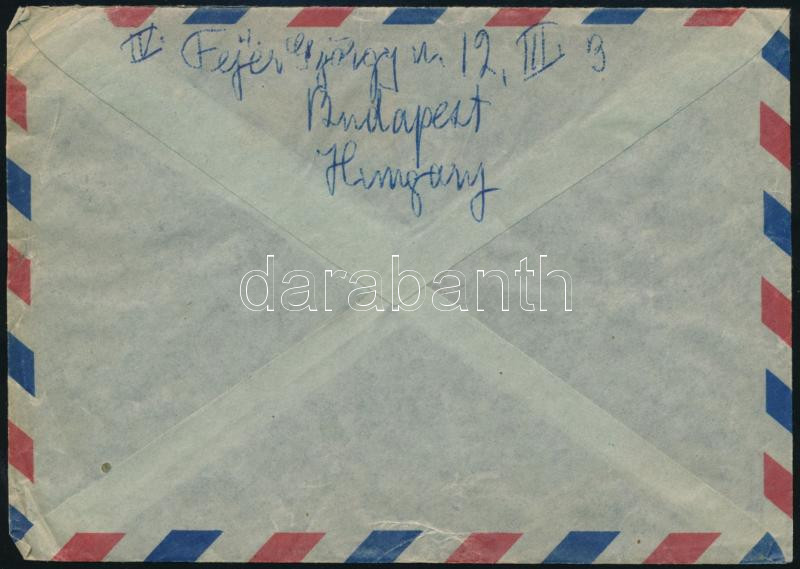 IV. Fejér György u. 12, III. 3
Budapest
Hungary
darabanth